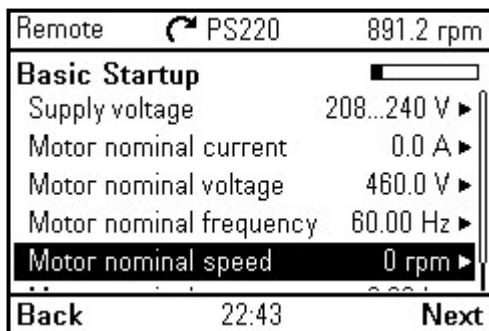 Remote PS220 891.2 rpm
Basic Startup
Supply voltage 208...240 V
Motor nominal current 0.0 A
Motor nominal voltage 460.0 V
Motor nominal frequency 60.00 Hz
Motor nominal speed 0 rpm
Back 22:43 Next